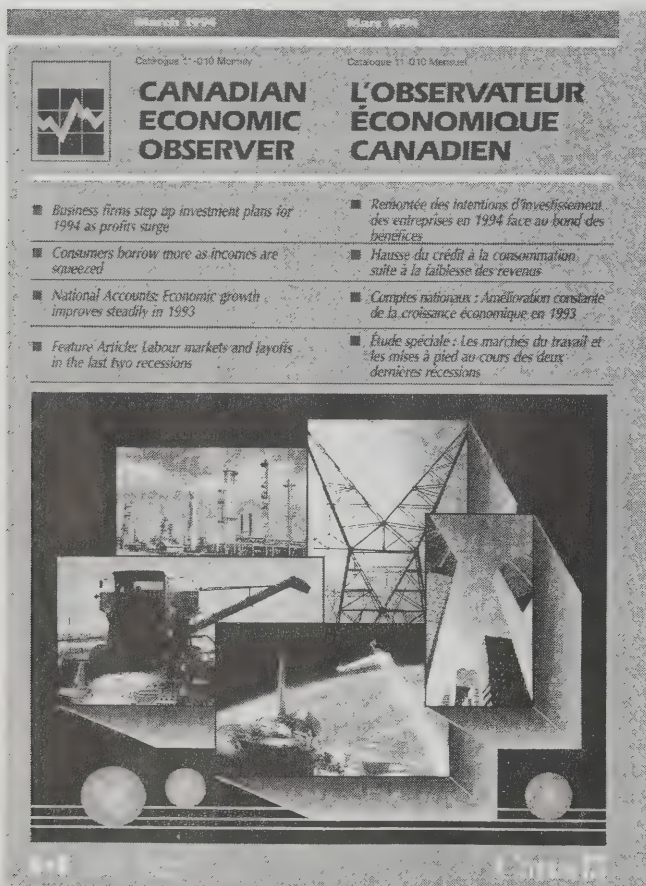 March 1994
Mars 1994
Catalogue 11-010 Monthly
Catalogue 11-010 Mensuel
CANADIAN
ECONOMIC
OBSERVER
L'OBSERVATEUR
ÉCONOMIQUE
CANADIEN
Business firms step up investment plans for
1994 as profits surge
Consumers borrow more as incomes are
squeezed
National Accounts: Economic growth
improves steadily in 1993
Feature Article: Labour markets and layoffs
in the last two recessions
Remontée des intentions d'investissement
des entreprises en 1994 face au bond des
bénéfices
Hausse du crédit à la consommation
suite à la faiblesse des revenus
Comptes nationaux : Amélioration constante
de la croissance économique en 1993
Étude spéciale : Les marchés du travail et
les mises à pied au cours des deux
dernières récessions
Canada